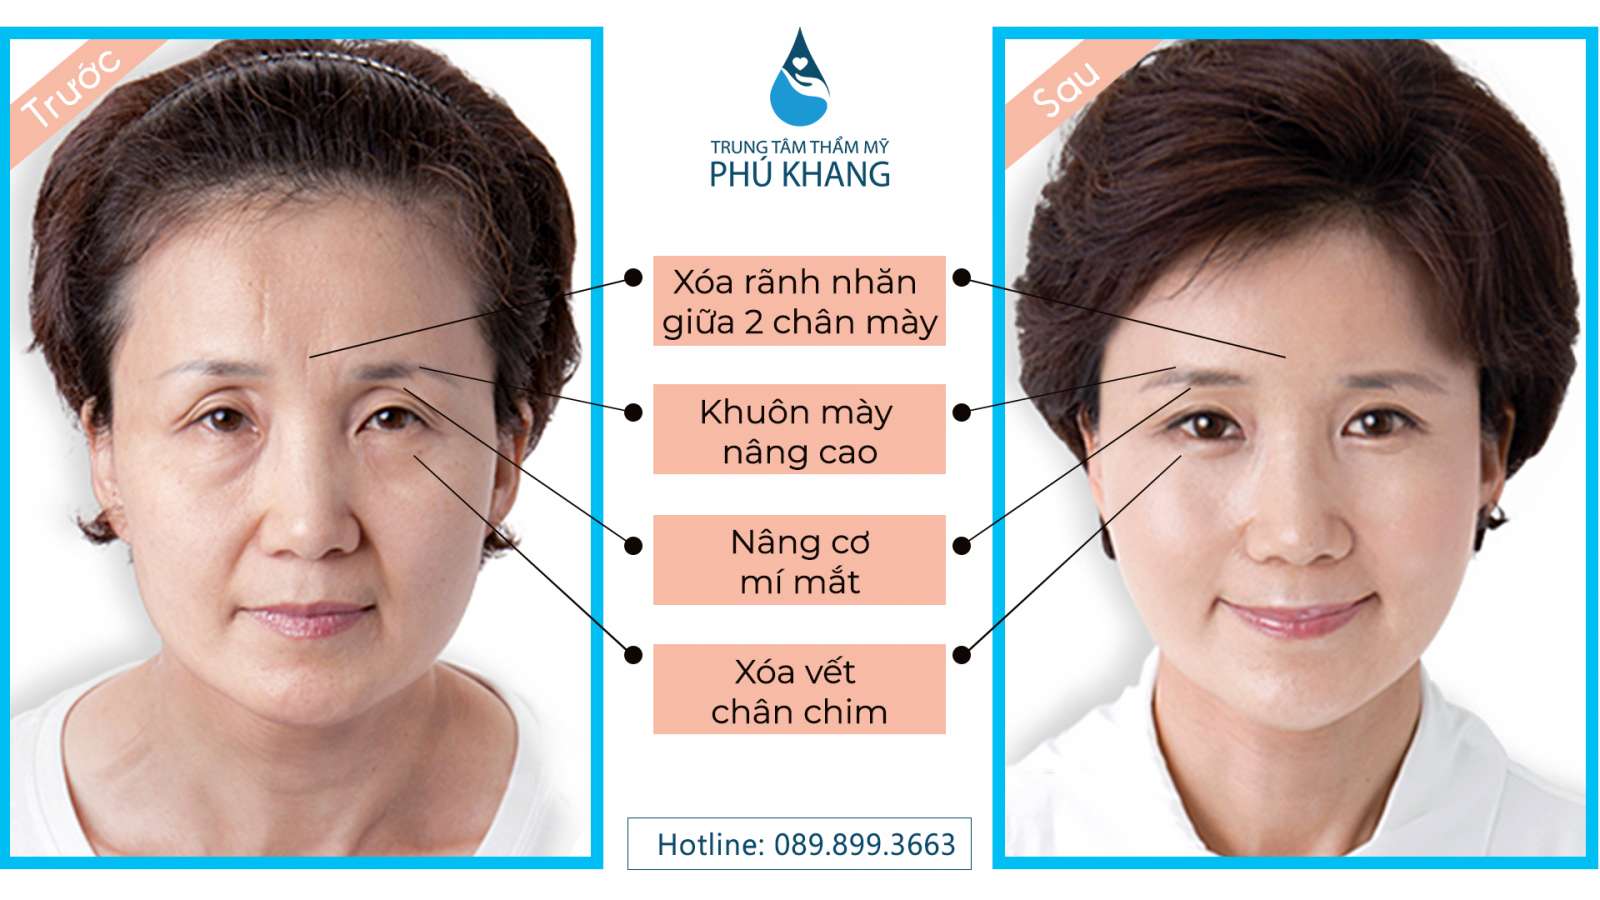 Trước
TRUNG TÂM THẨM MỸ
PHÚ KHANG
Sau
Xóa rãnh nhăn
giữa 2 chân mày
Khuôn mày
nâng cao
Nâng cơ
mí mắt
Xóa vết
chân chim
Hotline: 089.899.3663